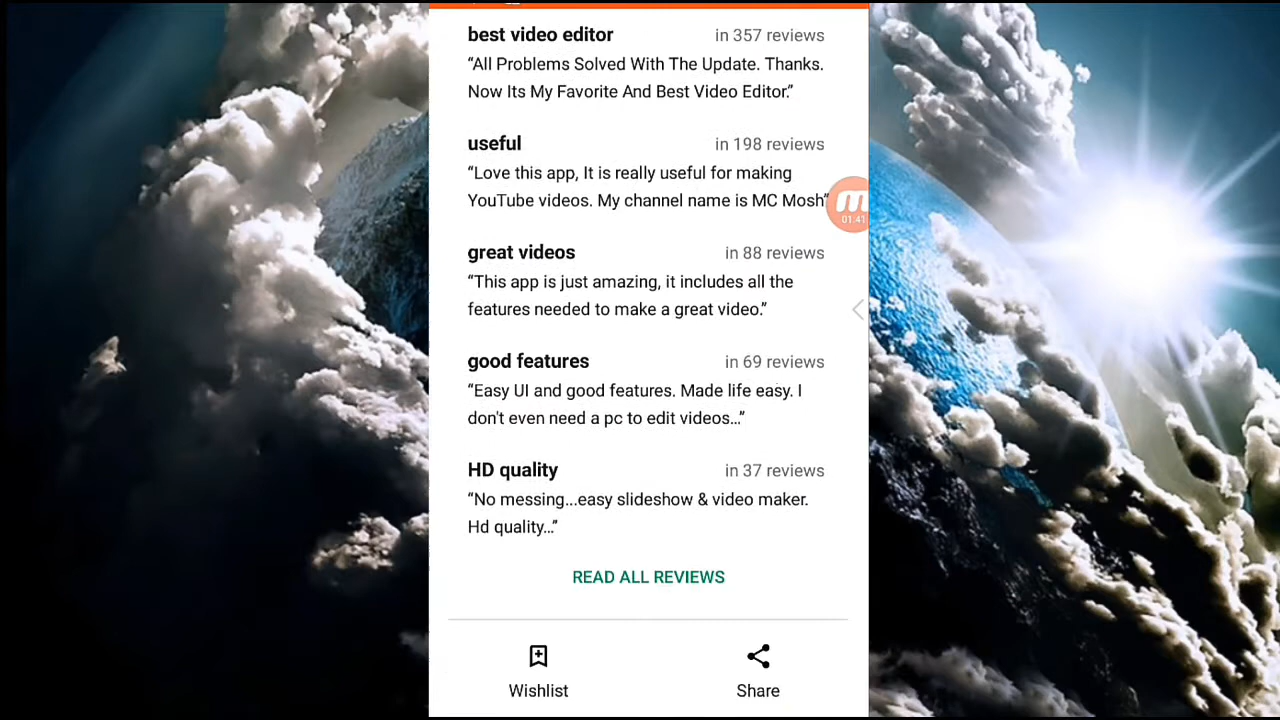 best video editor in 357 reviews
“All Problems Solved With The Update. Thanks.
Now Its My Favorite And Best Video Editor.”
useful in 198 reviews
“Love this app, It is really useful for making
YouTube videos. My channel name is MC Mosh”
01:41
great videos in 88 reviews
“This app is just amazing, it includes all the
features needed to make a great video.”
good features in 69 reviews
“Easy UI and good features. Made life easy. I
don't even need a pc to edit videos…”
HD quality in 37 reviews
“No messing...easy slideshow & video maker.
Hd quality…”
READ ALL REVIEWS
Wishlist Share